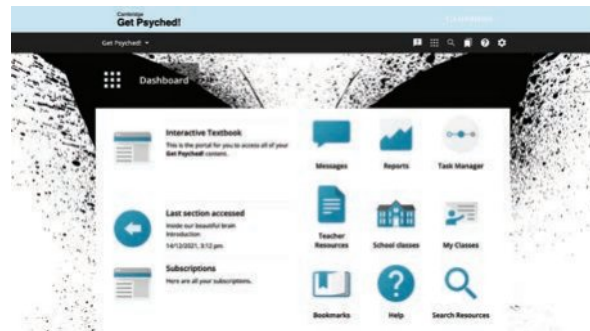 Cambridge
Get Psyched!
Get Psyched!
Dashboard
Interactive Textbook
This is the portal for you to access all of your
Get Psyched! content.
Last section accessed
Inside our beautiful brain
Introduction
14/12/2021, 3:12 pm
Subscriptions
Here are all your subscriptions.
Messages
Reports
Task Manager
Teacher
Resources
School classes
My Classes
Bookmarks
Help
Search Resources